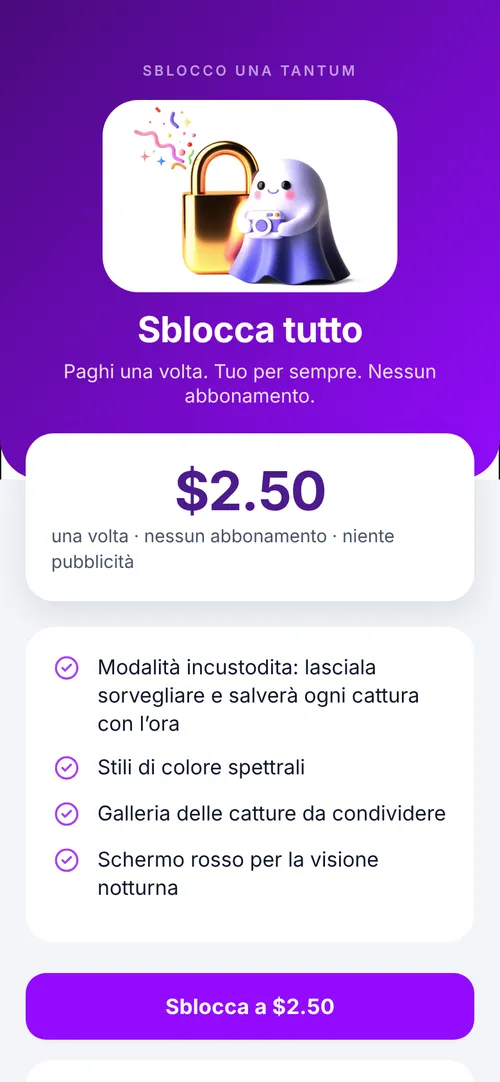 SBLOCCO UNA TANTUM
Sblocca tutto
Paghi una volta. Tuo per sempre. Nessun
abbonamento.
$2.50
una volta · nessun abbonamento · niente
pubblicità
Modalità incustodita: lasciala
sorvegliare e salverà ogni cattura
con l’ora
Stili di colore spettrali
Galleria delle catture da condividere
Schermo rosso per la visione
notturna
Sblocca a $2.50